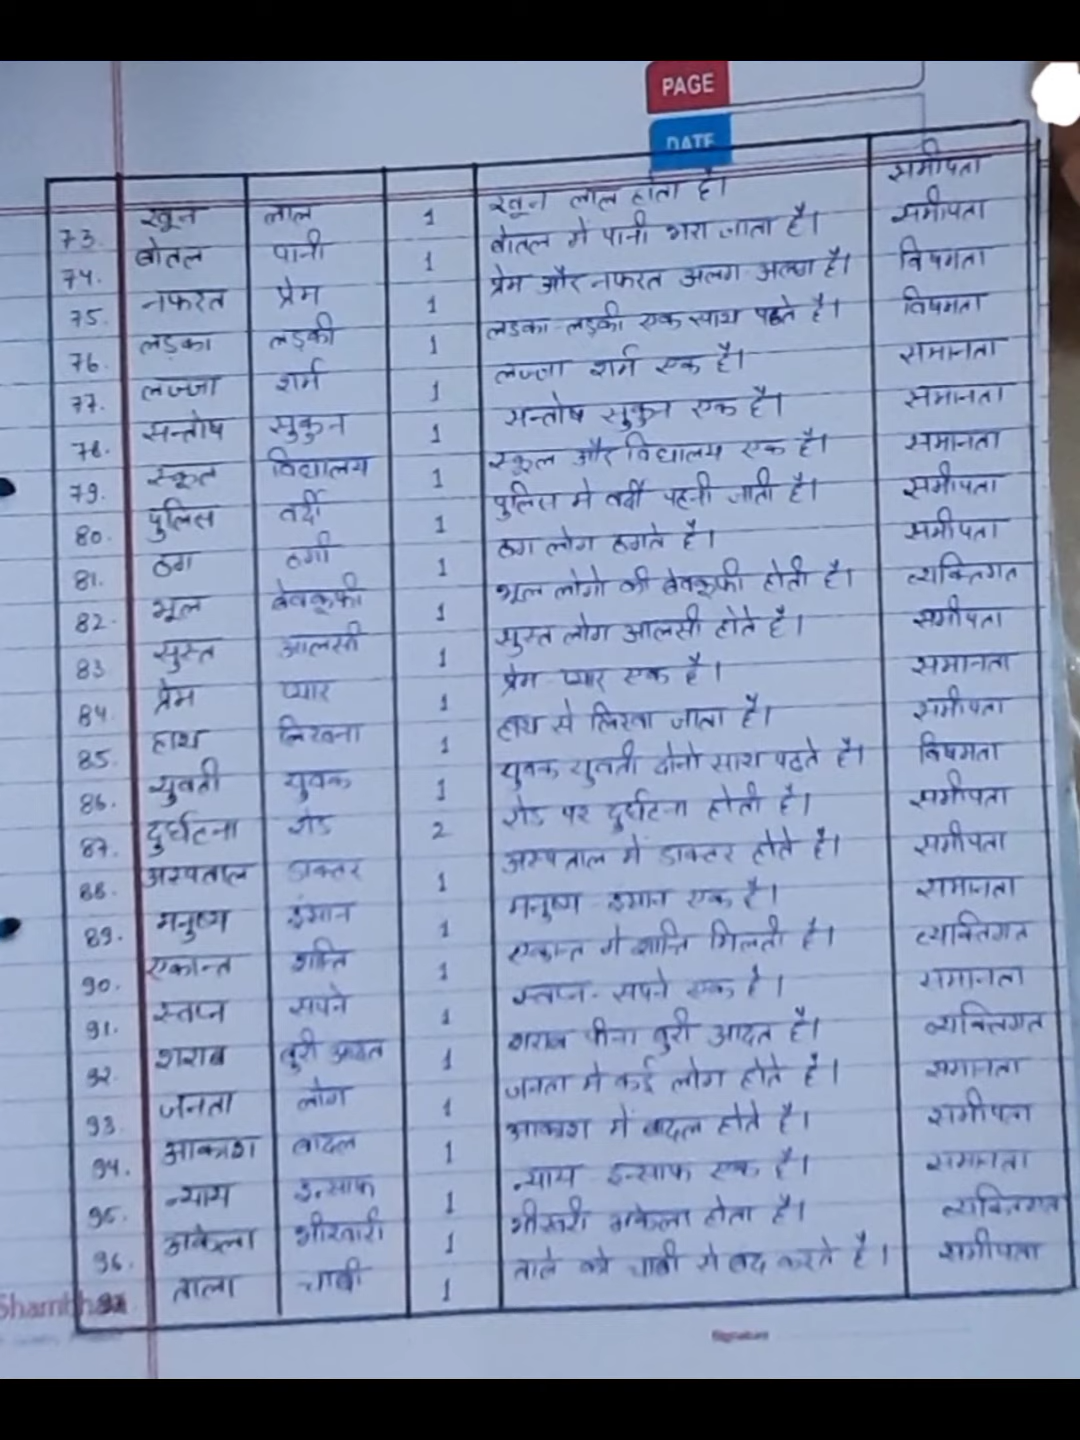 PAGE
DATE
73. खून लाल 1 खून लाल होता है। समीपता
74. बोतल पानी 1 बोतल में पानी भरा जाता है। समीपता
75. नफरत प्रेम 1 प्रेम और नफरत अलग अलग है। विषमता
76. लड़का लड़की 1 लडका लड़की एक साथ पढते है। विषमता
77. लज्जा शर्म 1 लज्जा शर्म एक है। समानता
78. सन्तोष सुकुन 1 सन्तोष सुकुन एक है। समानता
79. स्कूल विद्यालय 1 स्कूल और विद्यालय एक है। समानता
80. पुलिस वर्दी 1 पुलिस मे वर्दी पहनी जाती है। समीपता
81. ठग ठगी 1 ठग लोग ठगते है। समीपता
82. भूल बेवकूफी 1 भूल लोगो की बेवकूफी होती है। व्यक्तिगत
83 सुस्त आलसी 1 सुस्त लोग आलसी होते है। समीपता
84. प्रेम प्यार 1 प्रेम प्यार एक है। समानता
85. हाथ लिखना 1 हाथ से लिखा जाता है। समीपता
86. युवती युवक 1 युवक युवती दोनो साथ पढते है। विषमता
87. दुर्घटना रोड 2 रोड पर दुर्घटना होती है। समीपता
88. अस्पताल डाक्टर 1 अस्पताल में डाक्टर होते है। समीपता
89. मनुष्य इंसान 1 मनुष्य इंसान एक है। समानता
90. एकान्त शान्ति 1 एकान्त मे शान्ति मिलती है। व्यक्तिगत
91. स्वप्न सपने 1 स्वप्न सपने एक है। समानता
92. शराब बुरी आदत 1 शराब पीना बुरी आदत है। व्यक्तिगत
93. जनता लोग 1 जनता मे कई लोग होते है। समानता
94. आकाश बादल 1 आकाश में बादल होते है। समीपता
95. न्याय इन्साफ 1 न्याय इन्साफ एक है। समानता
96. अकेला भीखारी 1 भीखारी अकेला होता है। व्यक्तिगत
ताला चाबी 1 ताले को चाबी से बंद करते है। समीपता
Signature